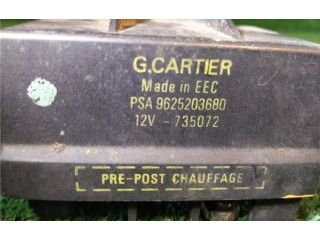 G.CARTIER
Made in EEC
PSA 9625203680
12V - 735072
PRE-POST CHAUFFAGE